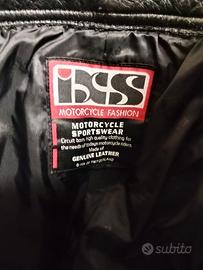 ixs
MOTORCYCLE FASHION
MOTORCYCLE
SPORTSWEAR
Circuit born high quality clothing for
the needs of todays motorcycle riders.
Made of
GENUINE LEATHER
subito